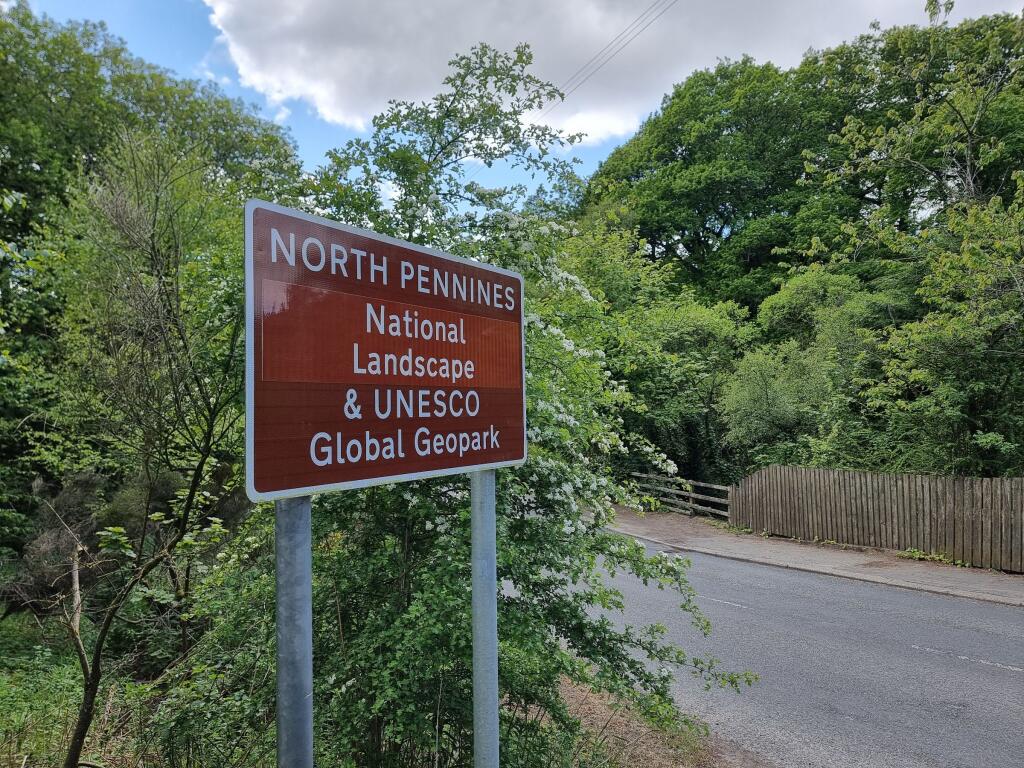 NORTH PENNINES
National
Landscape
& UNESCO
Global Geopark